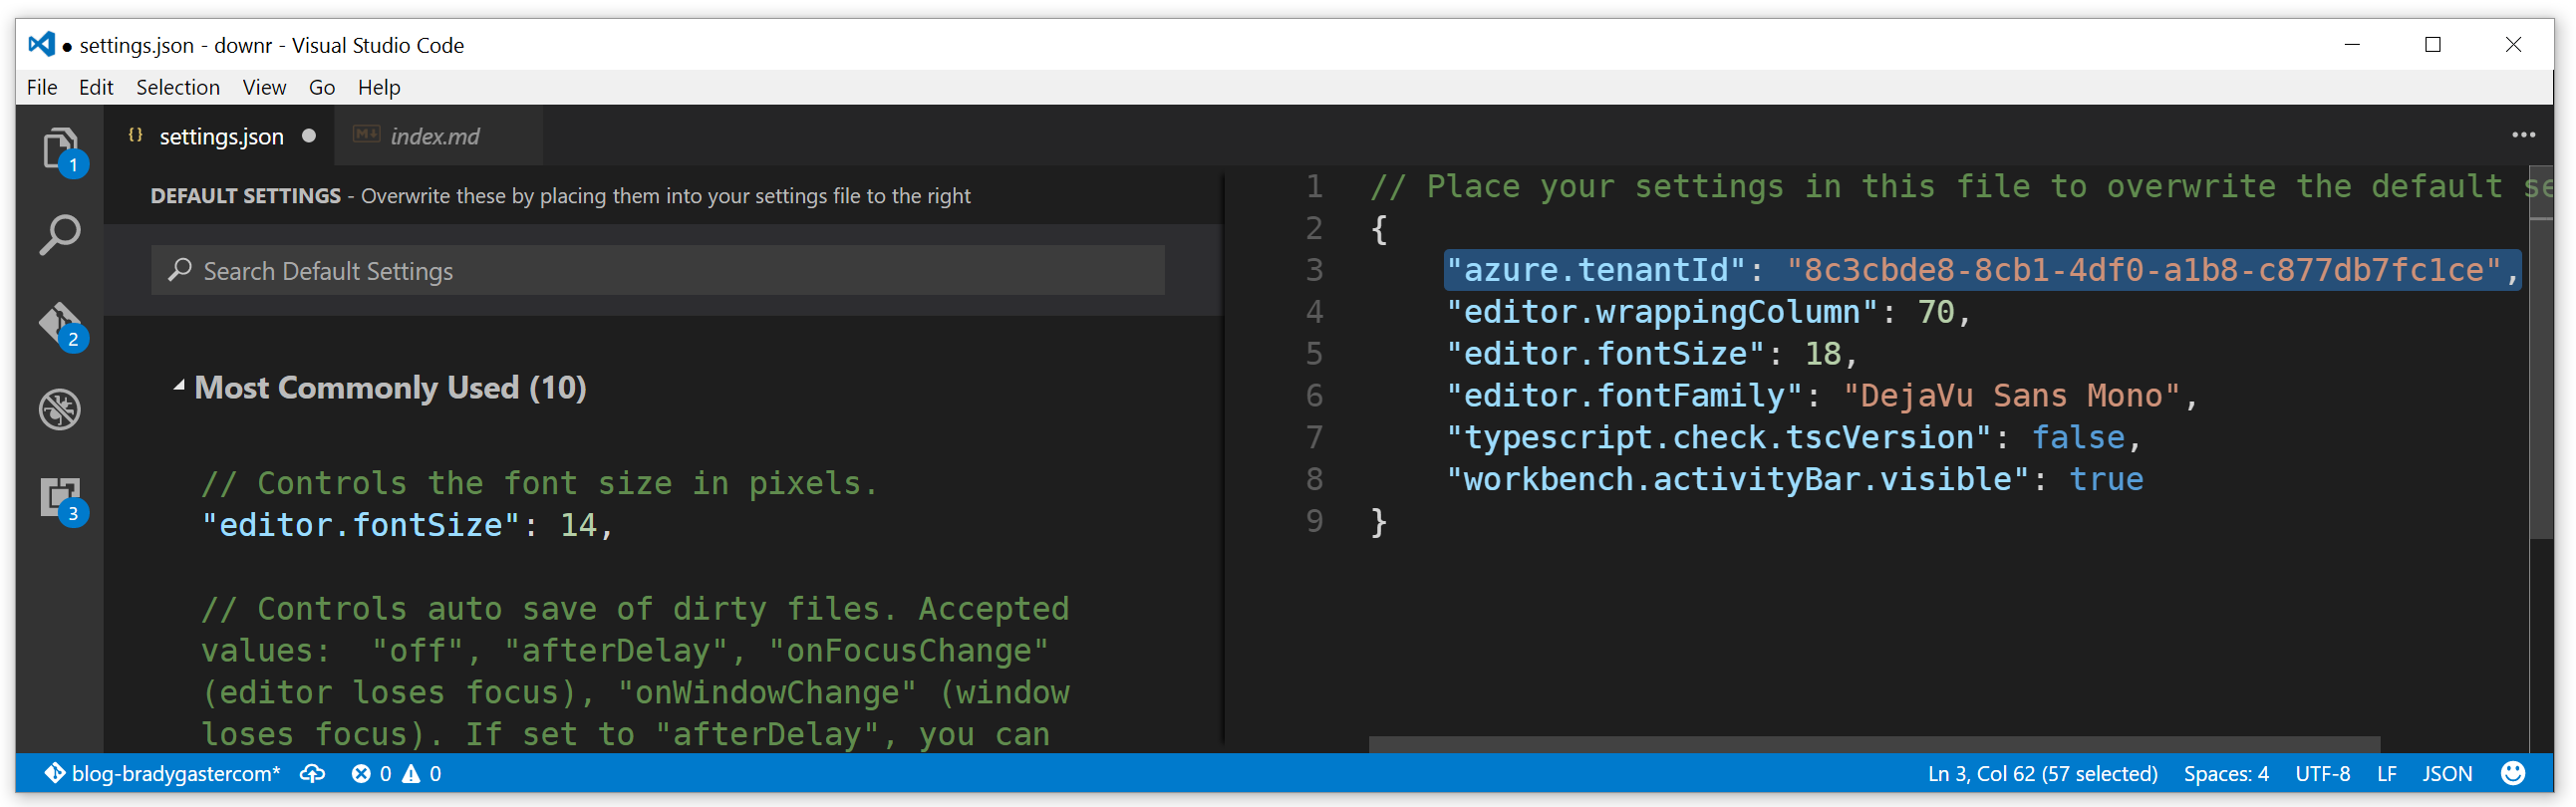 ● settings.json - downr - Visual Studio Code
File Edit Selection View Go Help
{} settings.json ● index.md ...
1
2
3
DEFAULT SETTINGS - Overwrite these by placing them into your settings file to the right
Search Default Settings
Most Commonly Used (10)
// Controls the font size in pixels.
"editor.fontSize": 14,
// Controls auto save of dirty files. Accepted
values:  "off", "afterDelay", "onFocusChange"
(editor loses focus), "onWindowChange" (window
loses focus). If set to "afterDelay", you can
1 // Place your settings in this file to overwrite the default se
2 {
3 "azure.tenantId": "8c3cbde8-8cb1-4df0-a1b8-c877db7fc1ce",
4 "editor.wrappingColumn": 70,
5 "editor.fontSize": 18,
6 "editor.fontFamily": "DejaVu Sans Mono",
7 "typescript.check.tscVersion": false,
8 "workbench.activityBar.visible": true
9 }
blog-bradygastercom* 0 0 Ln 3, Col 62 (57 selected) Spaces: 4 UTF-8 LF JSON